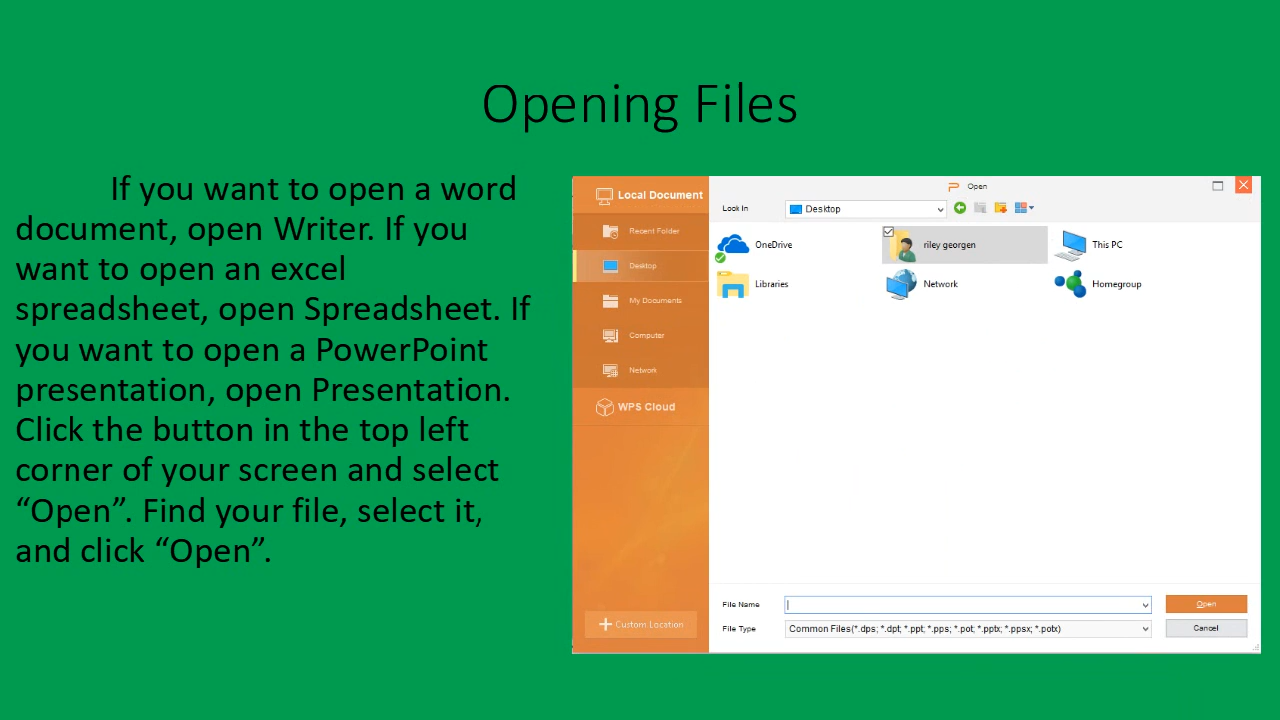 Opening Files
If you want to open a word
document, open Writer. If you
want to open an excel
spreadsheet, open Spreadsheet. If
you want to open a PowerPoint
presentation, open Presentation.
Click the button in the top left
corner of your screen and select
“Open”. Find your file, select it,
and click “Open”.
Local Document
Recent Folder
Desktop
My Documents
Computer
Network
WPS Cloud
Custom Location
Open
Look In
Desktop
OneDrive
riley georgen
This PC
Libraries
Network
Homegroup
File Name
Open
File Type
Common Files(*.dps; *.dpt; *.ppt; *.pps; *.pot; *.pptx; *.ppsx; *.potx)
Cancel